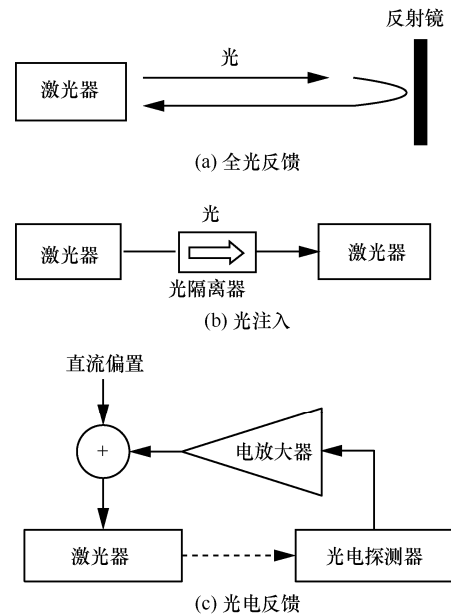 反射镜
光
激光器
(a) 全光反馈
光
激光器
激光器
光隔离器
(b) 光注入
直流偏置
+
电放大器
激光器
光电探测器
(c) 光电反馈